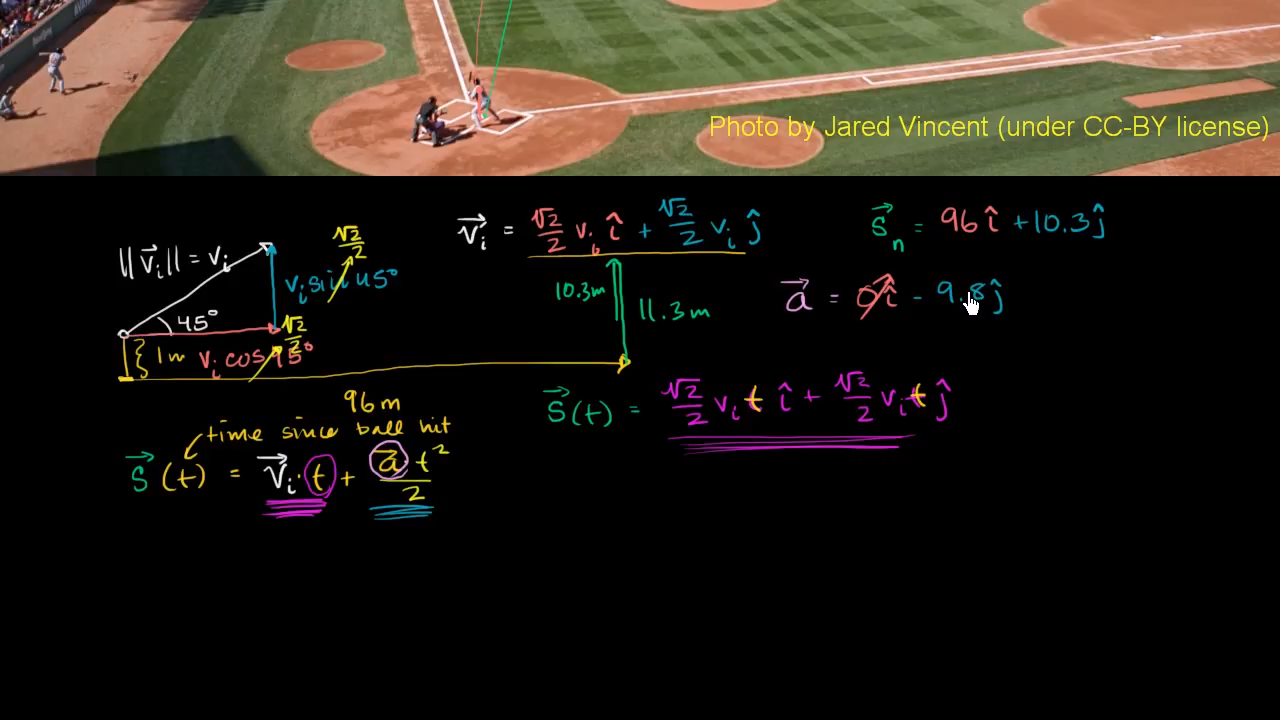 Photo by Jared Vincent (under CC-BY license)
||v⃗ᵢ|| = vᵢ
√2/2
vᵢ sin 45°
45°
√2/2
{ 1m vᵢ cos 45°
96m
v⃗ᵢ = √2/2 vᵢ î + √2/2 vᵢ ĵ
10.3m
11.3m
s⃗ₙ = 96î + 10.3ĵ
a⃗ = 0î - 9.8ĵ
time since ball hit
s⃗(t) = v⃗ᵢ·t + a⃗·t²/2
s⃗(t) = √2/2 vᵢt î + √2/2 vᵢt ĵ